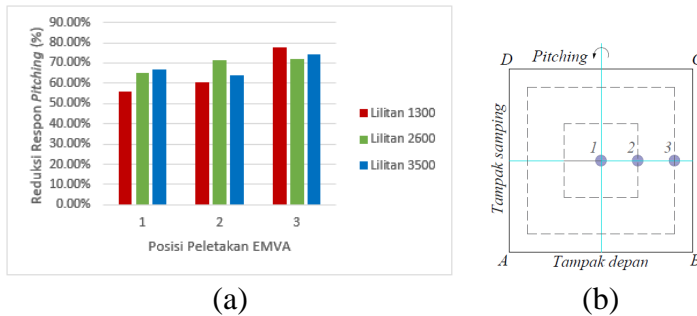 90.00%
80.00%
70.00%
60.00%
50.00%
40.00%
30.00%
20.00%
10.00%
0.00%
Reduksi Respon Pitching (%)
1 2 3
Posisi Peletakan EMVA
Lilitan 1300
Lilitan 2600
Lilitan 3500
(a)
D Pitching
Tampak samping
1 2 3
A Tampak depan
(b)